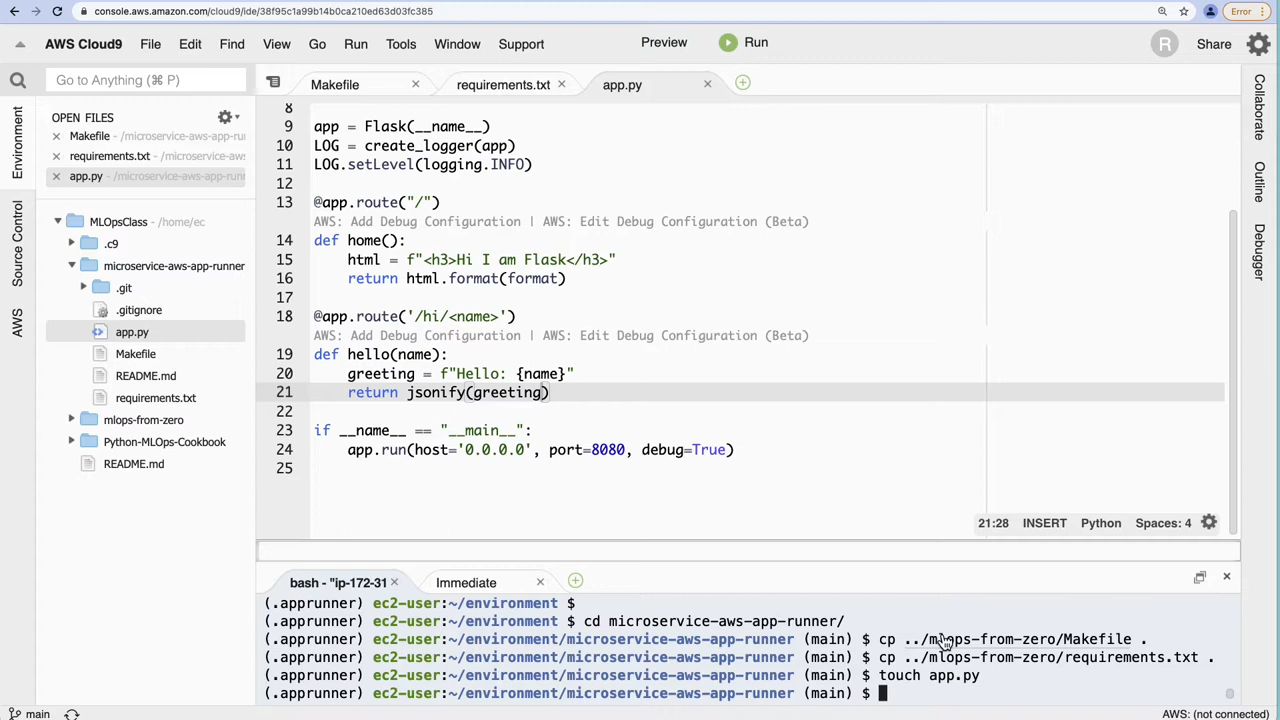 console.aws.amazon.com/cloud9/ide/38f95c1a99b14b0ca210ed63d03fc385
Error
AWS Cloud9 File Edit Find View Go Run Tools Window Support Preview Run R Share
Go to Anything (⌘ P)
Makefile requirements.txt app.py
OPEN FILES
Makefile - /microservice-aws-app-run
requirements.txt - /microservice-aws
app.py - /microservice-aws-app-runn
MLOpsClass - /home/ec
.c9
microservice-aws-app-runner
.git
.gitignore
app.py
Makefile
README.md
requirements.txt
mlops-from-zero
Python-MLOps-Cookbook
README.md
Environment
Source Control
AWS
8
9 app = Flask(__name__)
10 LOG = create_logger(app)
11 LOG.setLevel(logging.INFO)
12
13 @app.route("/")
AWS: Add Debug Configuration | AWS: Edit Debug Configuration (Beta)
14 def home():
15 html = f"<h3>Hi I am Flask</h3>"
16 return html.format(format)
17
18 @app.route('/hi/<name>')
AWS: Add Debug Configuration | AWS: Edit Debug Configuration (Beta)
19 def hello(name):
20 greeting = f"Hello: {name}"
21 return jsonify(greeting)
22
23 if __name__ == "__main__":
24 app.run(host='0.0.0.0', port=8080, debug=True)
25
21:28 INSERT Python Spaces: 4
Collaborate
Outline
Debugger
bash - "ip-172-31 Immediate
(.apprunner) ec2-user:~/environment $
(.apprunner) ec2-user:~/environment $ cd microservice-aws-app-runner/
(.apprunner) ec2-user:~/environment/microservice-aws-app-runner (main) $ cp ../mlops-from-zero/Makefile .
(.apprunner) ec2-user:~/environment/microservice-aws-app-runner (main) $ cp ../mlops-from-zero/requirements.txt .
(.apprunner) ec2-user:~/environment/microservice-aws-app-runner (main) $ touch app.py
(.apprunner) ec2-user:~/environment/microservice-aws-app-runner (main) $
main
AWS: (not connected)